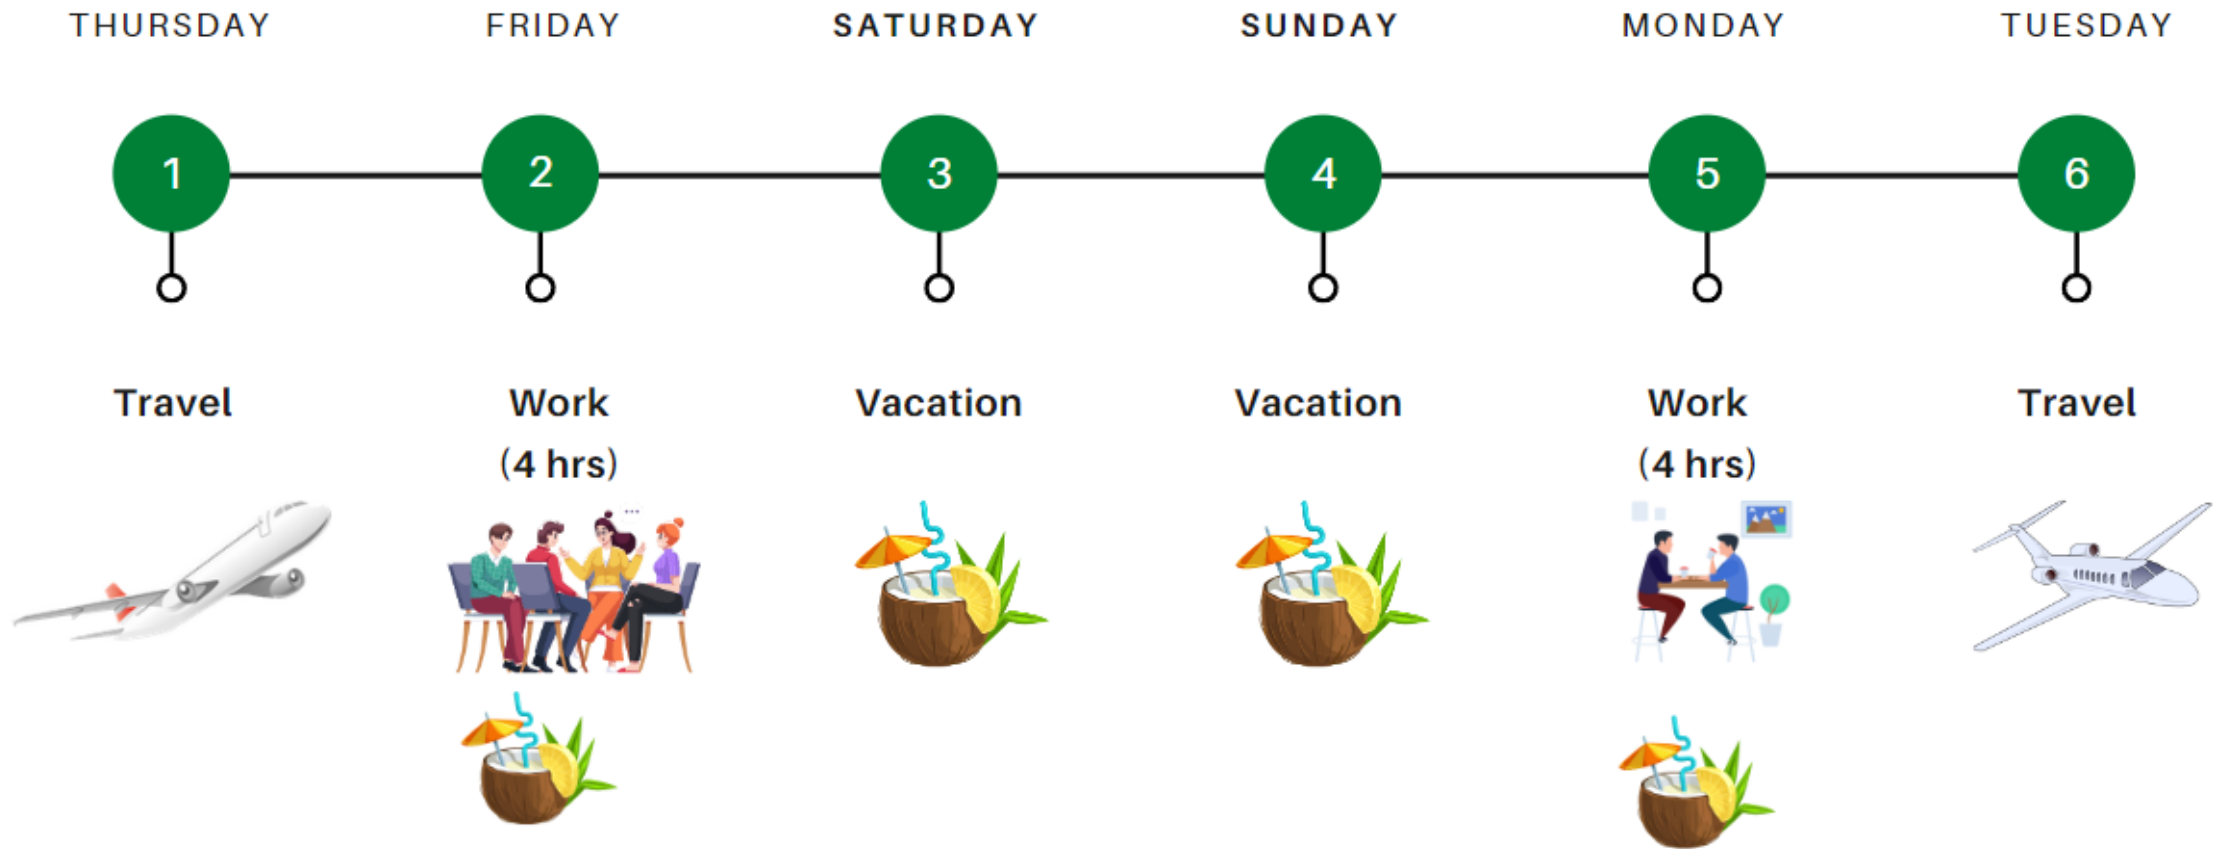 THURSDAY FRIDAY SATURDAY SUNDAY MONDAY TUESDAY
1 2 3 4 5 6
Travel Work Vacation Vacation Work Travel
(4 hrs) (4 hrs)